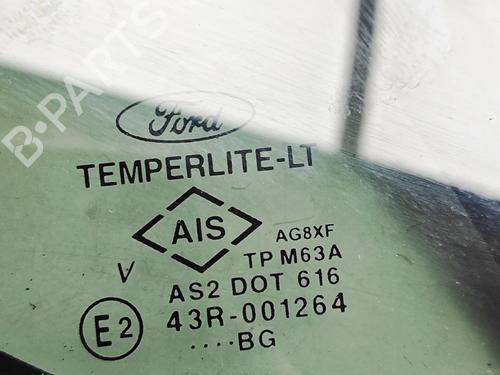 B-PARTS
Ford
TEMPERLITE-LT
AIS
AG8XF
TP M63A
V
AS2 DOT 616
E2
43R-001264
....BG